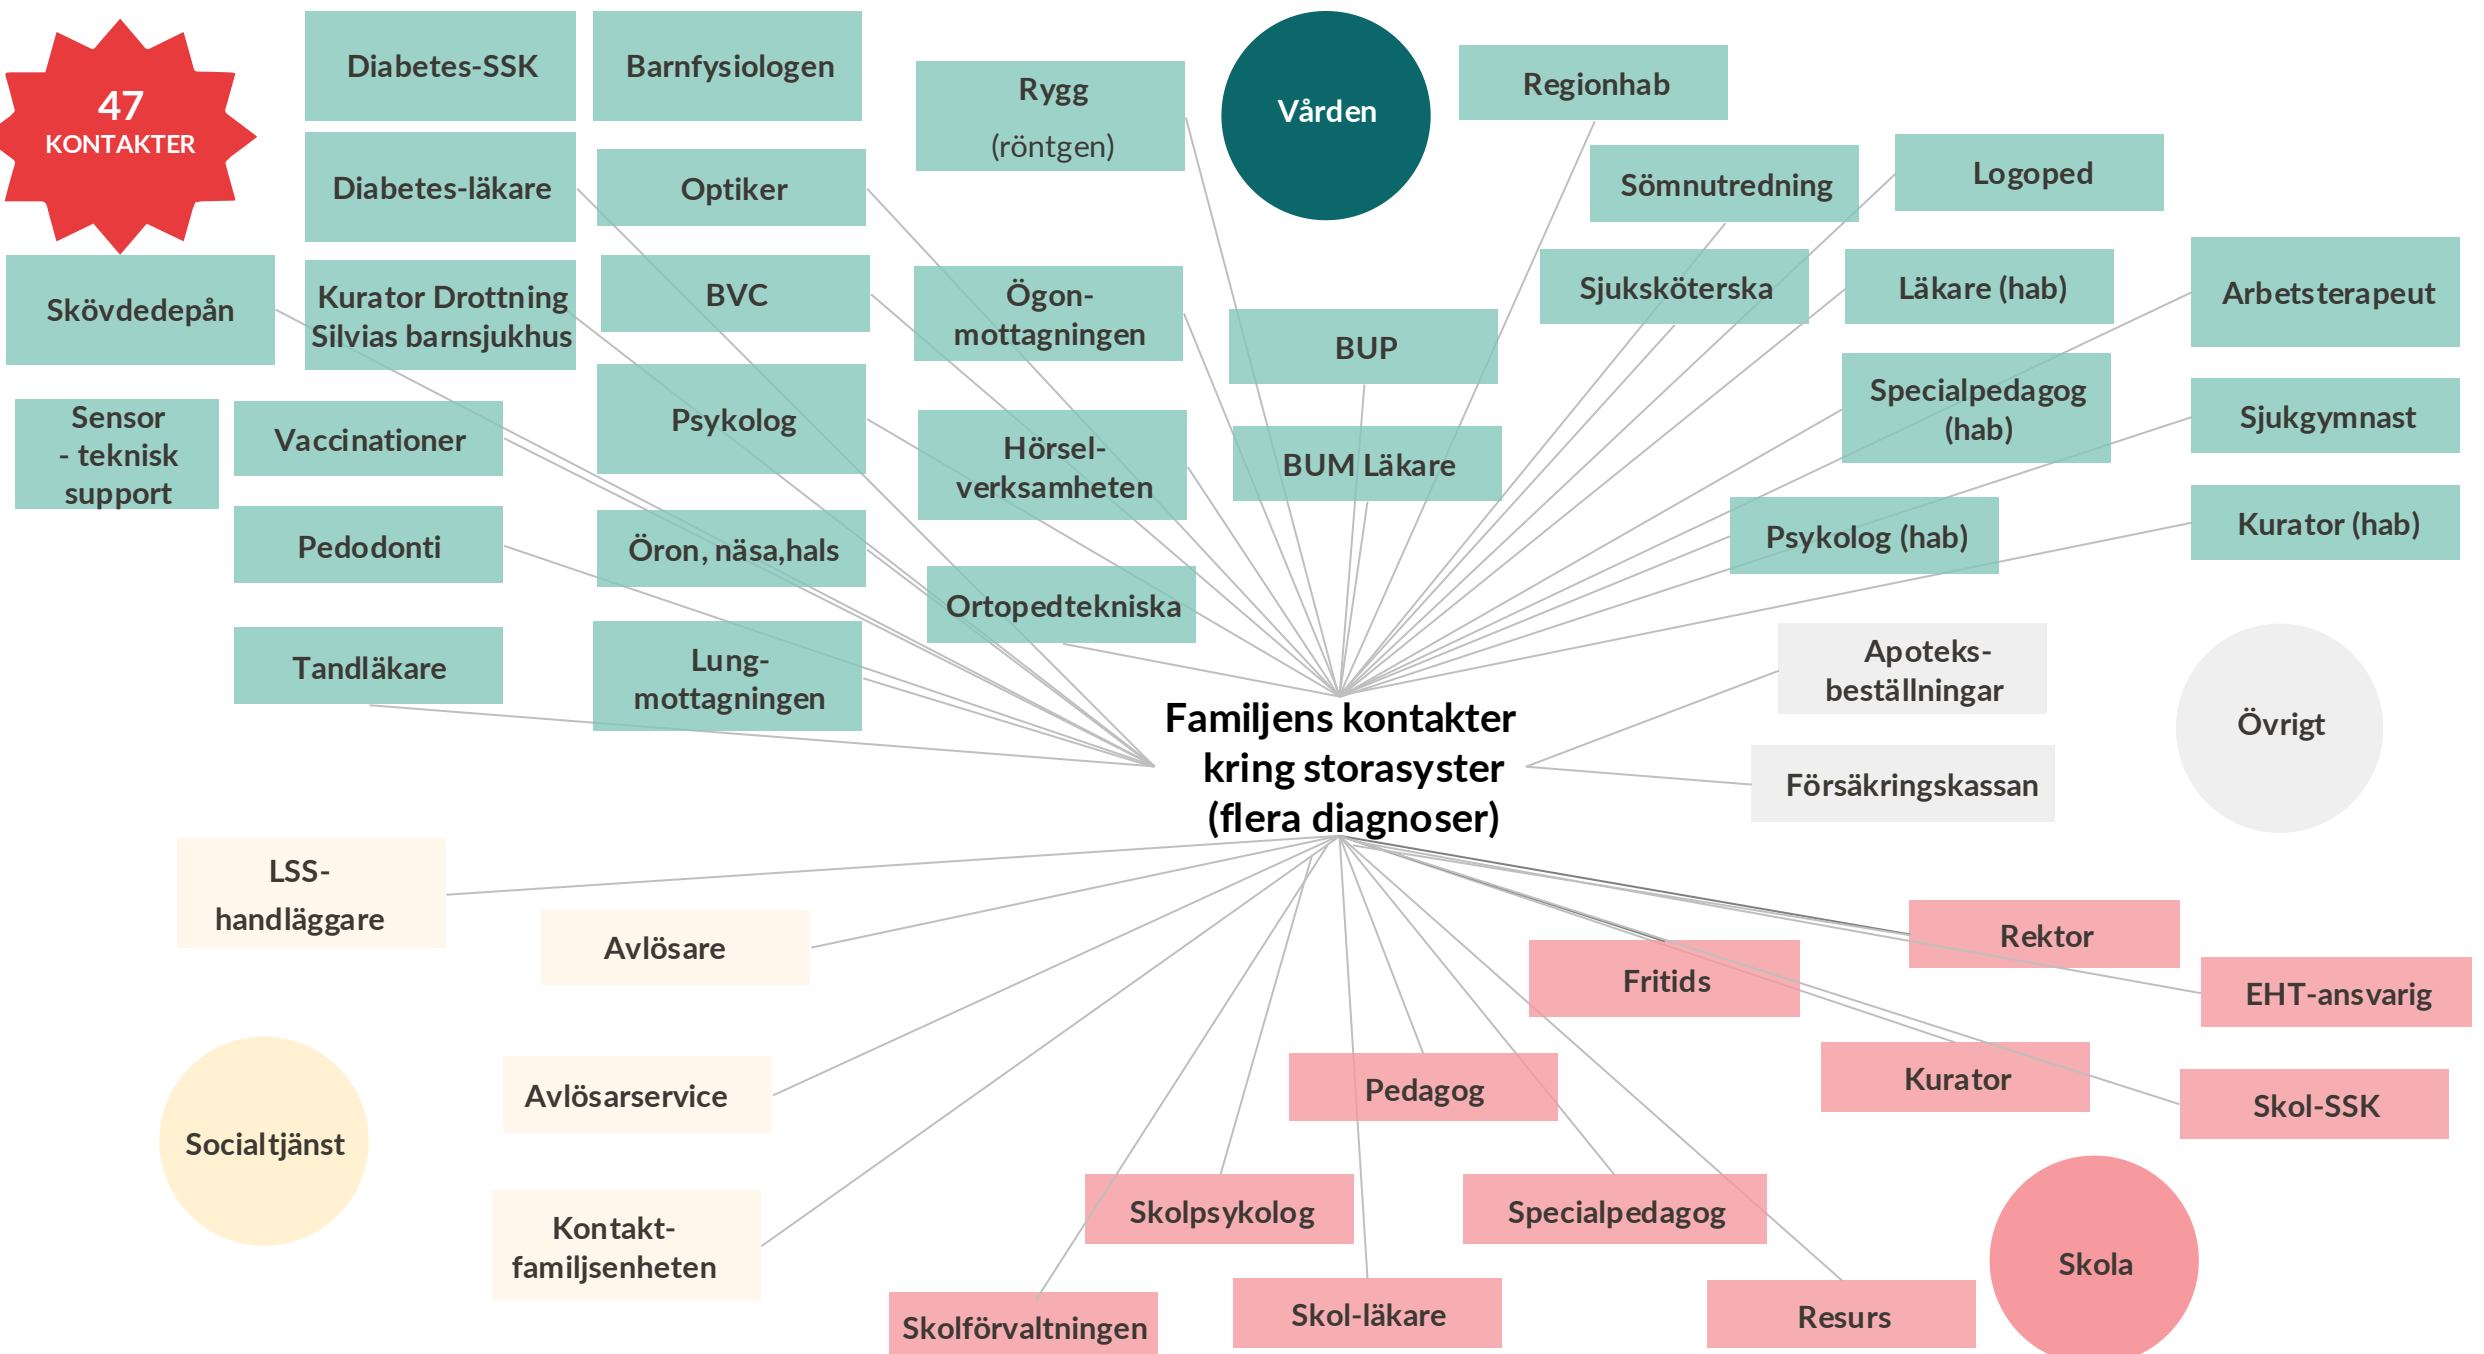 47
KONTAKTER
Diabetes-SSK
Barnfysiologen
Rygg
(röntgen)
Vården
Regionhab
Diabetes-läkare
Optiker
Sömnutredning
Logoped
Skövdedepån
Kurator Drottning
Silvias barnsjukhus
BVC
Ögon-
mottagningen
BUP
Sjuksköterska
Läkare (hab)
Arbetsterapeut
Sensor
- teknisk
support
Vaccinationer
Psykolog
Hörsel-
verksamheten
BUM Läkare
Specialpedagog
(hab)
Sjukgymnast
Pedodonti
Öron, näsa,hals
Ortopedtekniska
Psykolog (hab)
Kurator (hab)
Tandläkare
Lung-
mottagningen
Apoteks-
beställningar
Övrigt
Familjens kontakter
kring storasyster
(flera diagnoser)
Försäkringskassan
LSS-
handläggare
Avlösare
Fritids
Rektor
EHT-ansvarig
Avlösarservice
Pedagog
Kurator
Skol-SSK
Socialtjänst
Kontakt-
familjsenheten
Skolpsykolog
Specialpedagog
Skola
Skolförvaltningen
Skol-läkare
Resurs